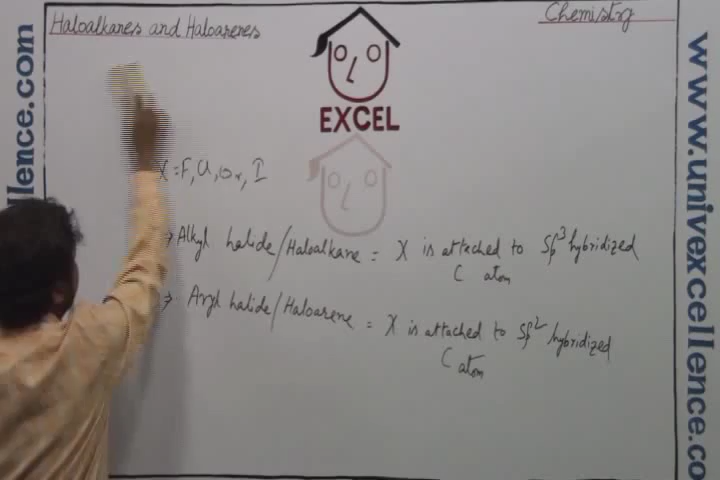 Haloalkanes and Haloarenes
Chemistry
EXCEL
X = F, Cl, Br, I
→ Alkyl halide/Haloalkane = X is attached to Sp³ hybridized
C atom
→ Aryl halide/Haloarene = X is attached to Sp² hybridized
C atom
llence.com
www.univexcellence.co